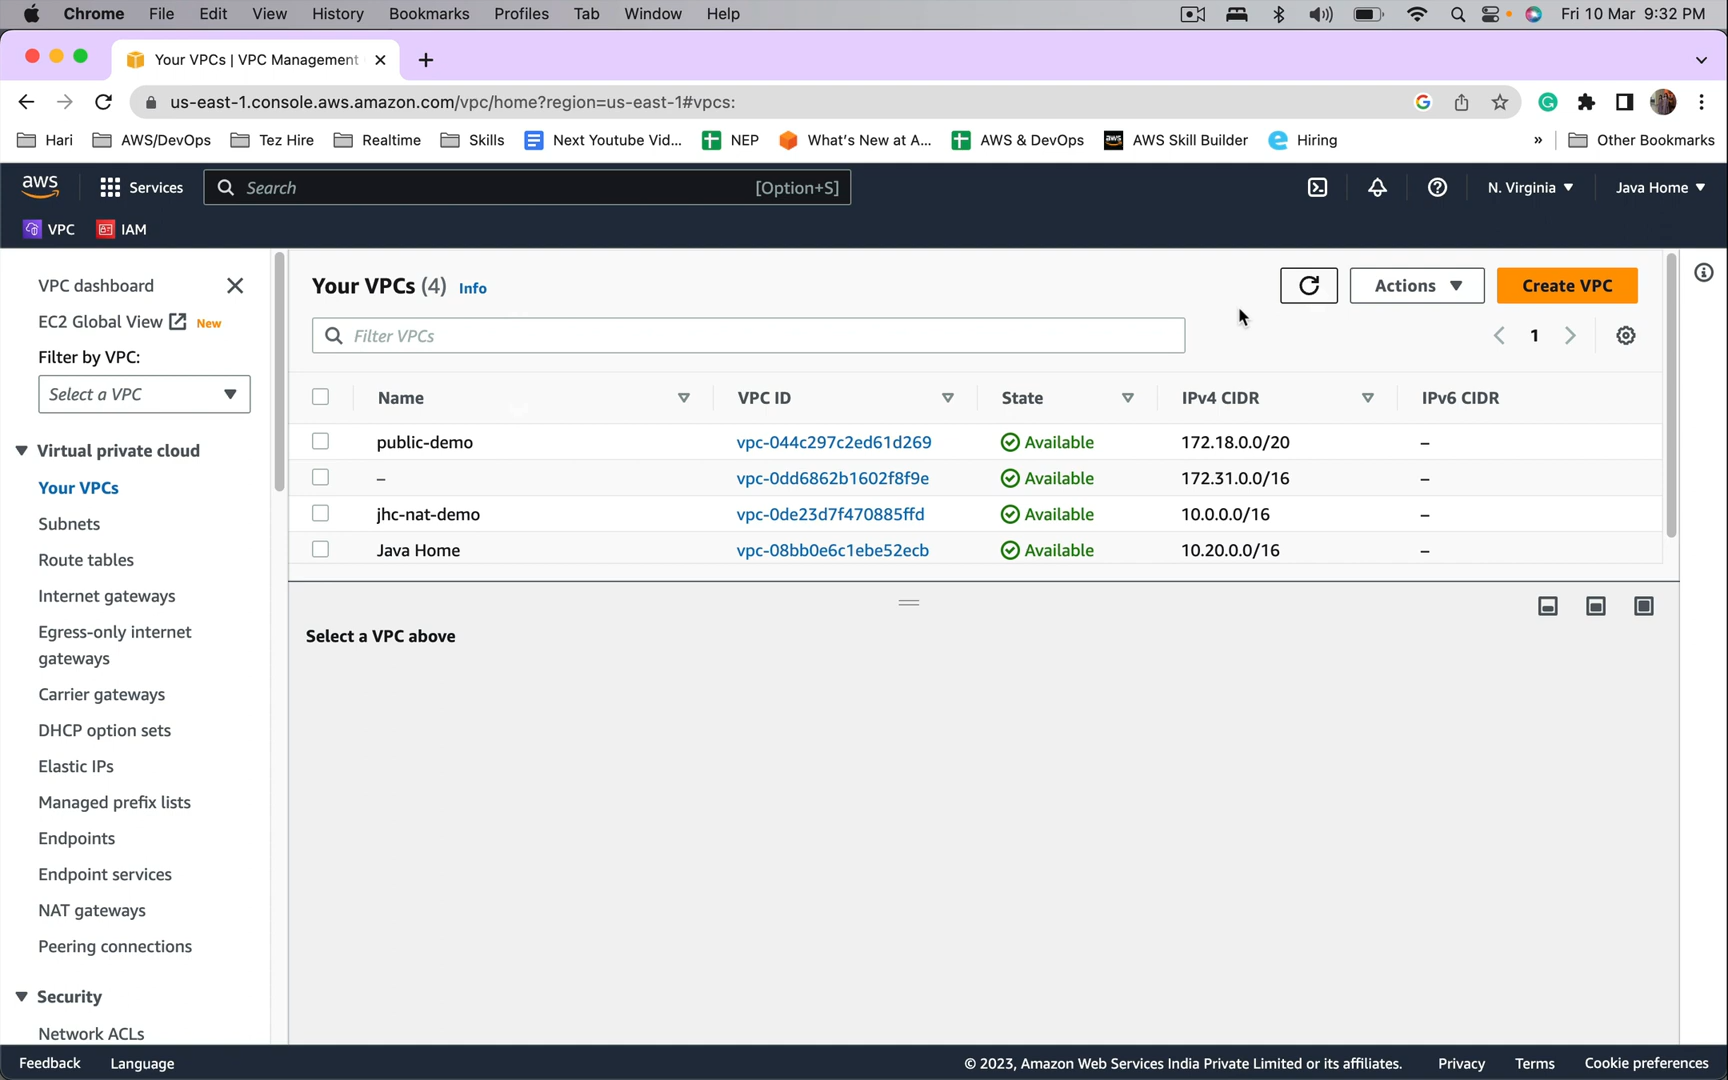 Chrome File Edit View History Bookmarks Profiles Tab Window Help Fri 10 Mar 9:32 PM
Your VPCs | VPC Management
us-east-1.console.aws.amazon.com/vpc/home?region=us-east-1#vpcs:
Hari AWS/DevOps Tez Hire Realtime Skills Next Youtube Vid... NEP What's New at A... AWS & DevOps aws AWS Skill Builder Hiring » Other Bookmarks
aws Services Search [Option+S] N. Virginia Java Home
VPC IAM
VPC dashboard
EC2 Global View New
Filter by VPC:
Select a VPC
Virtual private cloud
Your VPCs
Subnets
Route tables
Internet gateways
Egress-only internet
gateways
Carrier gateways
DHCP option sets
Elastic IPs
Managed prefix lists
Endpoints
Endpoint services
NAT gateways
Peering connections
Security
Network ACLs
Your VPCs (4) Info Actions Create VPC
Filter VPCs 1
Name VPC ID State IPv4 CIDR IPv6 CIDR
public-demo vpc-044c297c2ed61d269 Available 172.18.0.0/20 –
– vpc-0dd6862b1602f8f9e Available 172.31.0.0/16 –
jhc-nat-demo vpc-0de23d7f470885ffd Available 10.0.0.0/16 –
Java Home vpc-08bb0e6c1ebe52ecb Available 10.20.0.0/16 –
Select a VPC above
Feedback Language © 2023, Amazon Web Services India Private Limited or its affiliates. Privacy Terms Cookie preferences